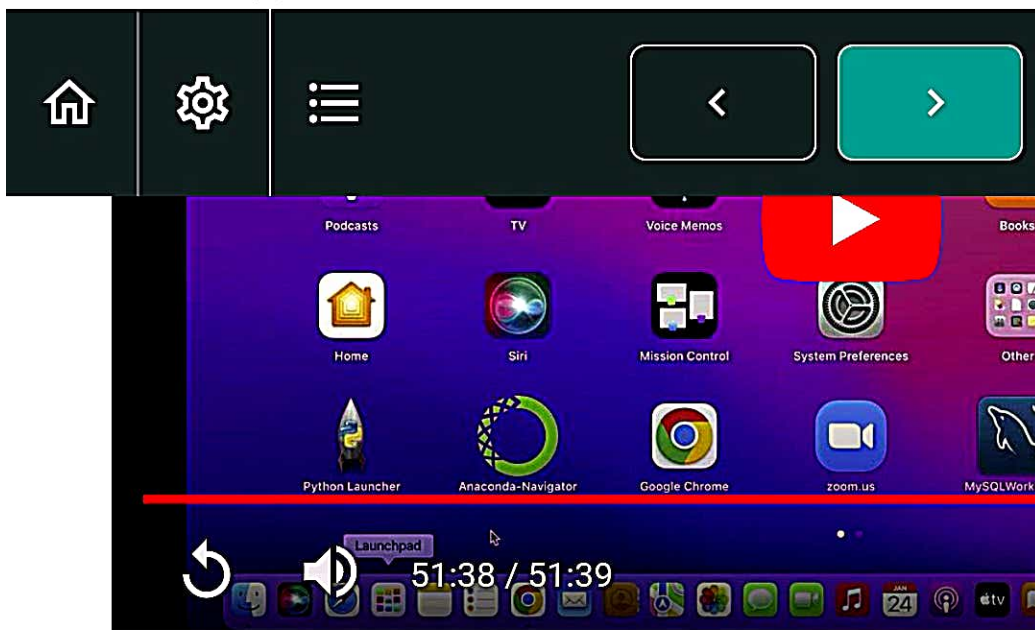 Podcasts TV Voice Memos Books
Home Siri Mission Control System Preferences Other
Python Launcher Anaconda-Navigator Google Chrome zoom.us MySQLWork
Launchpad
51:38 / 51:39
JAN
24
tv